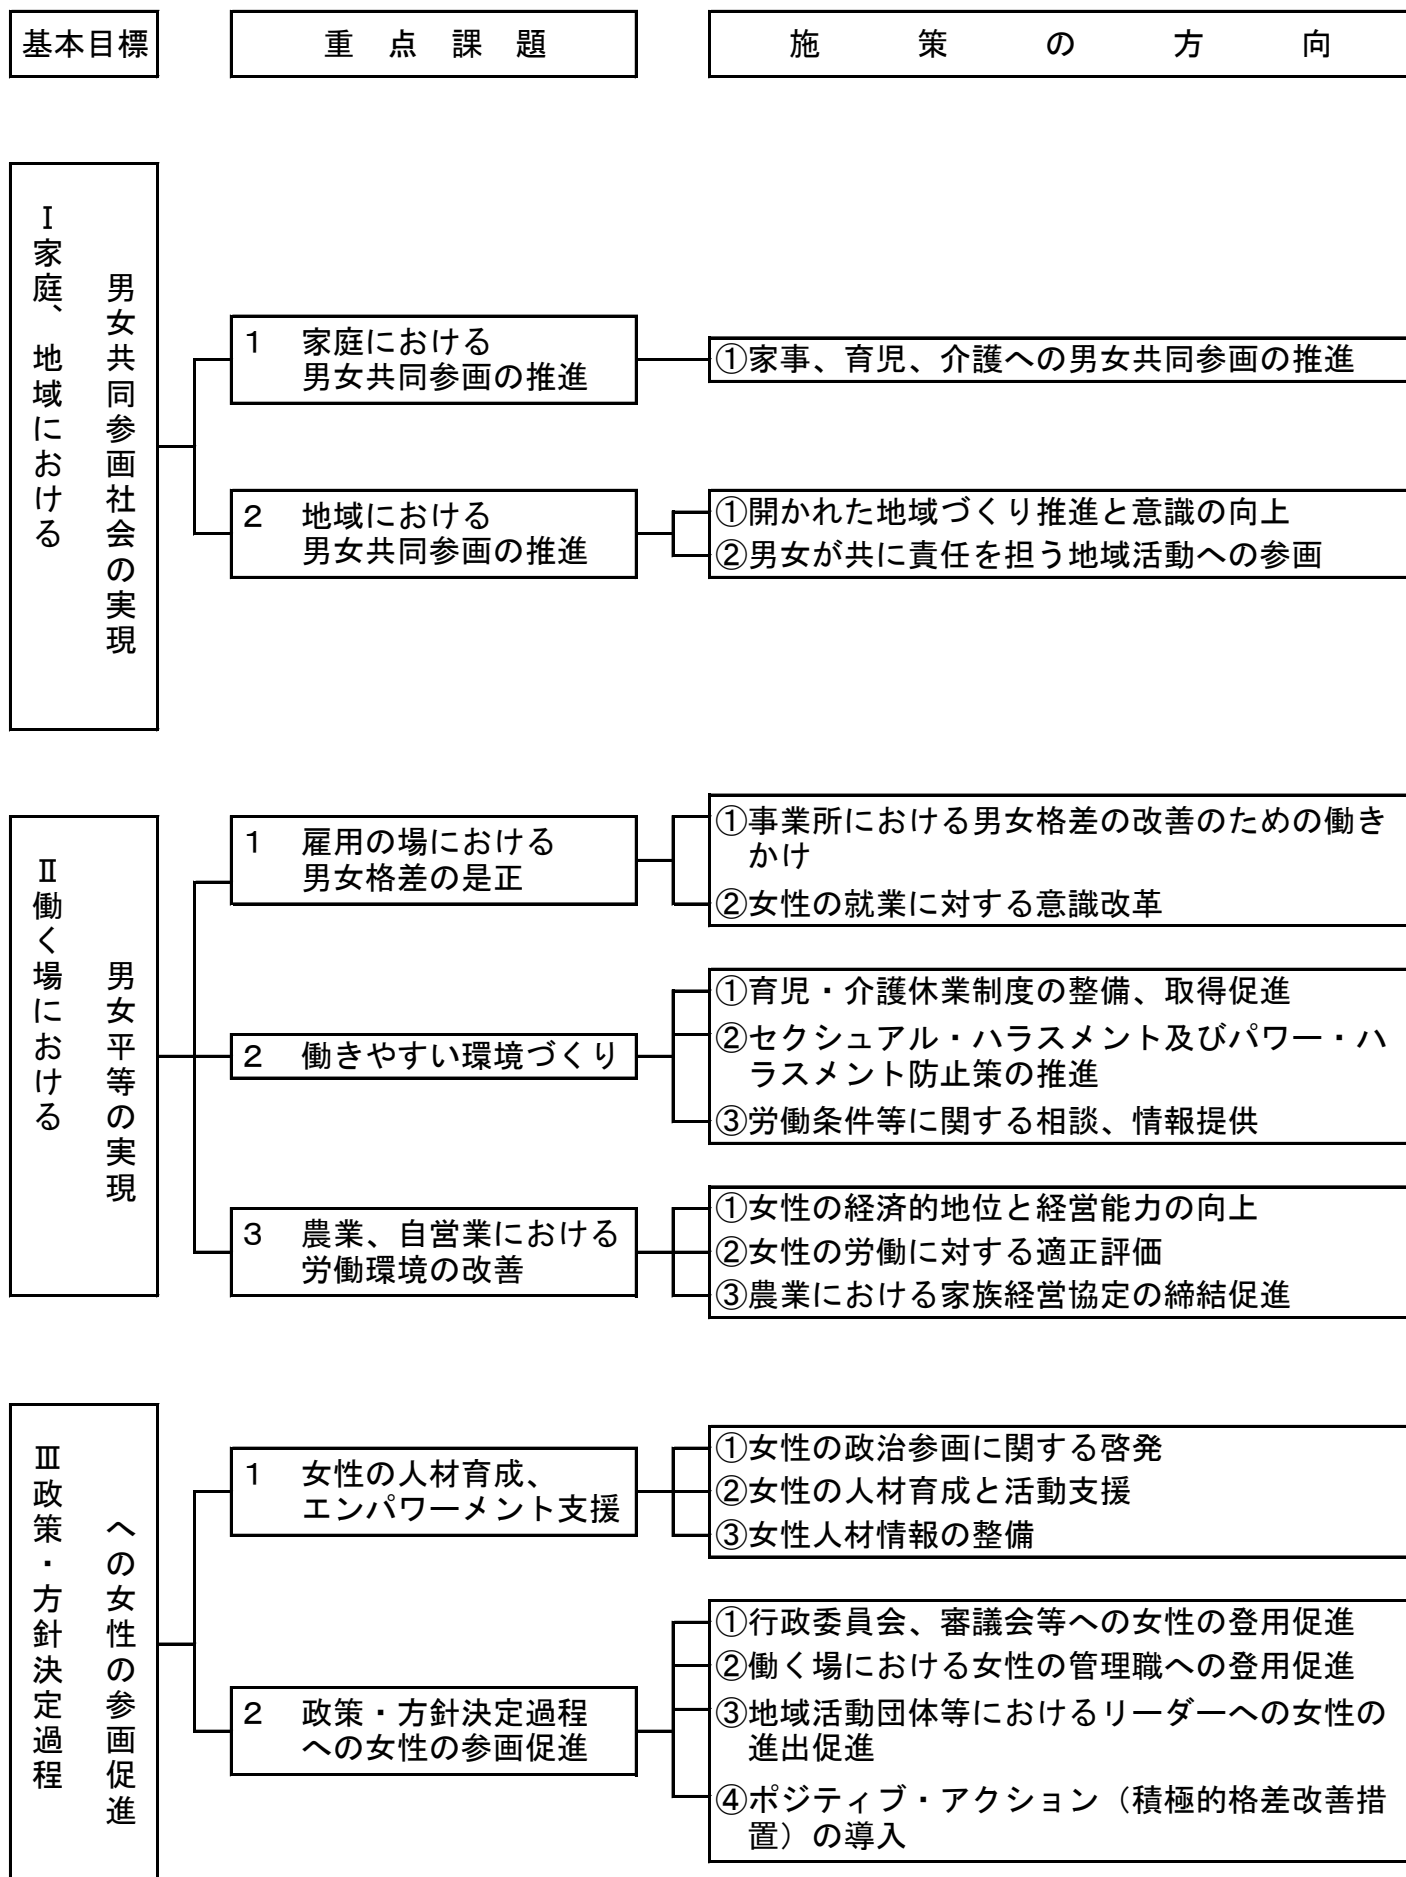 基本目標
重点課題
施策の方向
Ⅰ家庭、地域における
男女共同参画社会の実現
1 家庭における
男女共同参画の推進
①家事、育児、介護への男女共同参画の推進
2 地域における
男女共同参画の推進
①開かれた地域づくり推進と意識の向上
②男女が共に責任を担う地域活動への参画
Ⅱ働く場における
男女平等の実現
1 雇用の場における
男女格差の是正
①事業所における男女格差の改善のための働き
かけ
②女性の就業に対する意識改革
2 働きやすい環境づくり
①育児・介護休業制度の整備、取得促進
②セクシュアル・ハラスメント及びパワー・ハ
ラスメント防止策の推進
③労働条件等に関する相談、情報提供
3 農業、自営業における
労働環境の改善
①女性の経済的地位と経営能力の向上
②女性の労働に対する適正評価
③農業における家族経営協定の締結促進
Ⅲ政策・方針決定過程
への女性の参画促進
1 女性の人材育成、
エンパワーメント支援
①女性の政治参画に関する啓発
②女性の人材育成と活動支援
③女性人材情報の整備
2 政策・方針決定過程
への女性の参画促進
①行政委員会、審議会等への女性の登用促進
②働く場における女性の管理職への登用促進
③地域活動団体等におけるリーダーへの女性の
進出促進
④ポジティブ・アクション（積極的格差改善措
置）の導入